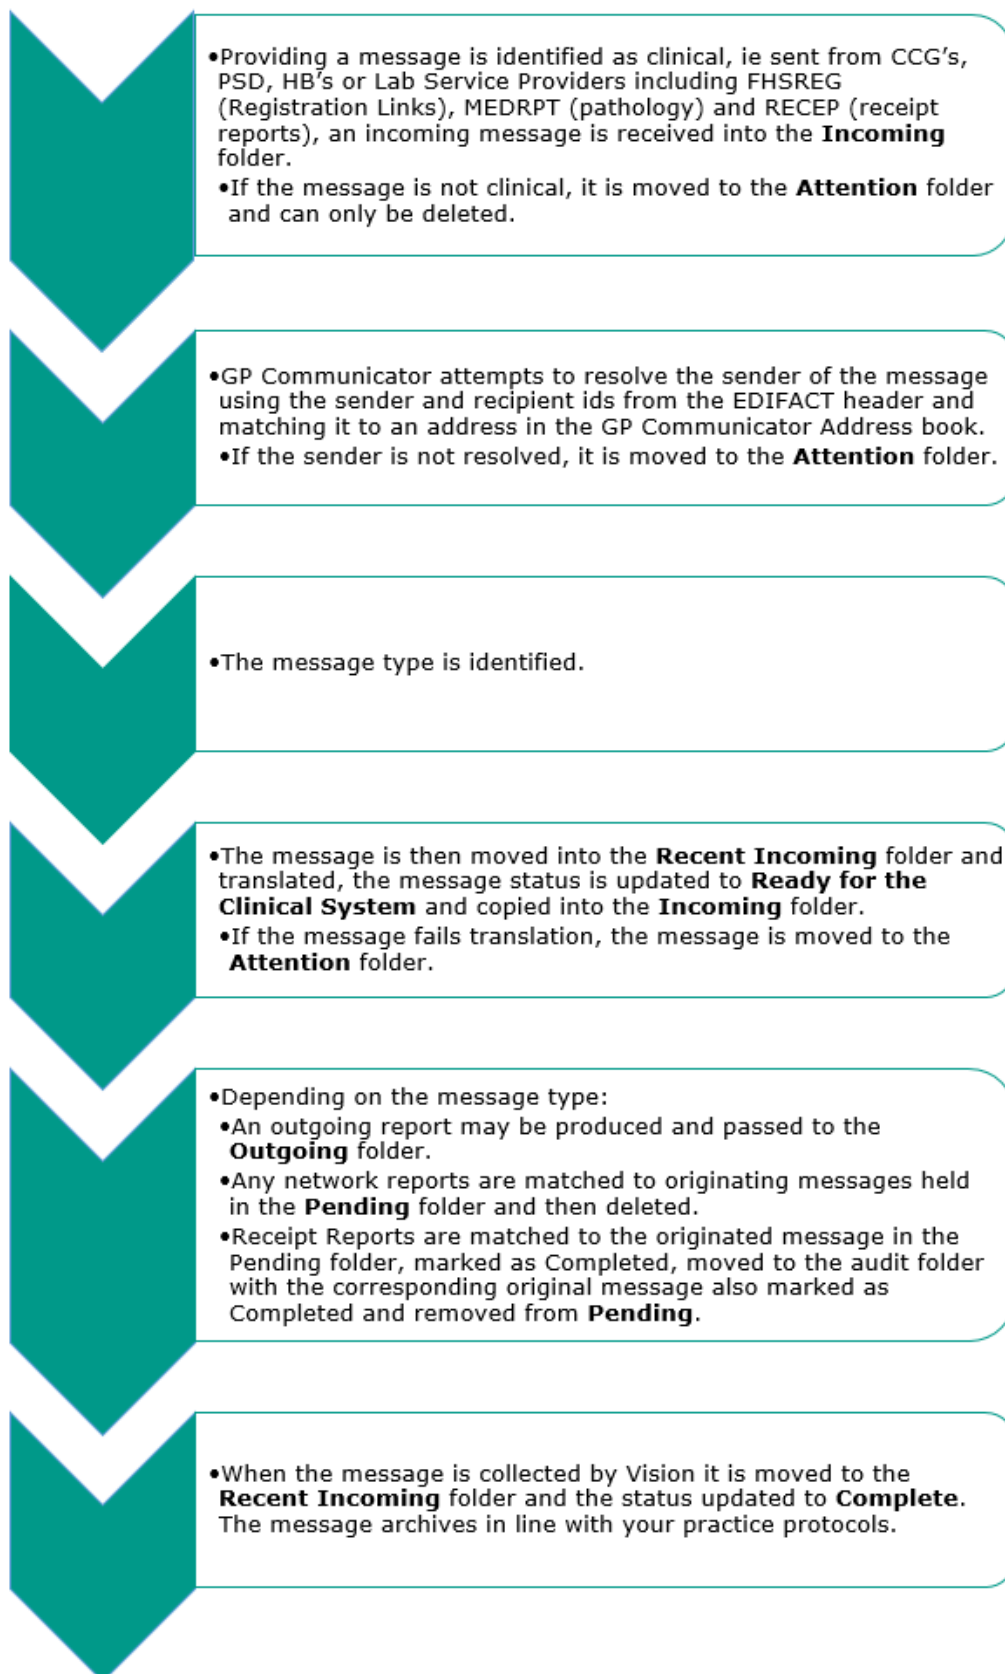 •Providing a message is identified as clinical, ie sent from CCG's,
PSD, HB's or Lab Service Providers including FHSREG
(Registration Links), MEDRPT (pathology) and RECEP (receipt
reports), an incoming message is received into the Incoming
folder.
•If the message is not clinical, it is moved to the Attention folder
and can only be deleted.
•GP Communicator attempts to resolve the sender of the message
using the sender and recipient ids from the EDIFACT header and
matching it to an address in the GP Communicator Address book.
•If the sender is not resolved, it is moved to the Attention folder.
•The message type is identified.
•The message is then moved into the Recent Incoming folder and
translated, the message status is updated to Ready for the
Clinical System and copied into the Incoming folder.
•If the message fails translation, the message is moved to the
Attention folder.
•Depending on the message type:
•An outgoing report may be produced and passed to the
Outgoing folder.
•Any network reports are matched to originating messages held
in the Pending folder and then deleted.
•Receipt Reports are matched to the originated message in the
Pending folder, marked as Completed, moved to the audit folder
with the corresponding original message also marked as
Completed and removed from Pending.
•When the message is collected by Vision it is moved to the
Recent Incoming folder and the status updated to Complete.
The message archives in line with your practice protocols.